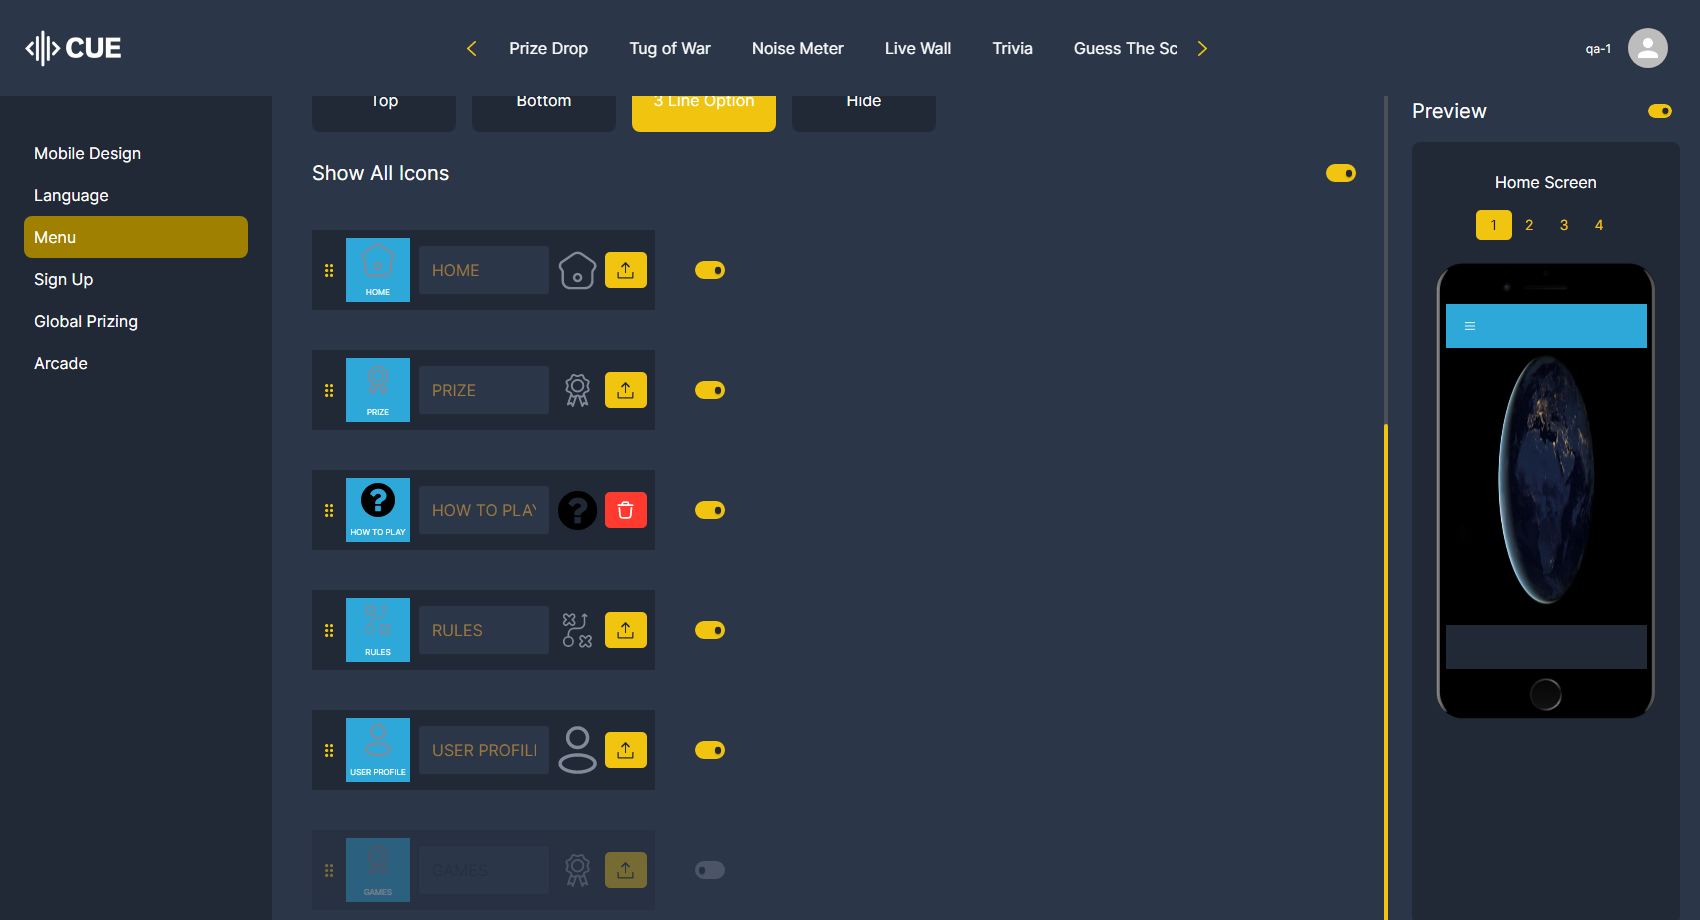 CUE
Prize Drop
Tug of War
Noise Meter
Live Wall
Trivia
Guess The Sc
qa-1
Mobile Design
Language
Menu
Sign Up
Global Prizing
Arcade
Top
Bottom
3 Line Option
Hide
Show All Icons
HOME
HOME
PRIZE
PRIZE
HOW TO PLAY
HOW TO PLAY
RULES
RULES
USER PROFILE
USER PROFIL
GAMES
GAMES
Preview
Home Screen
1 2 3 4